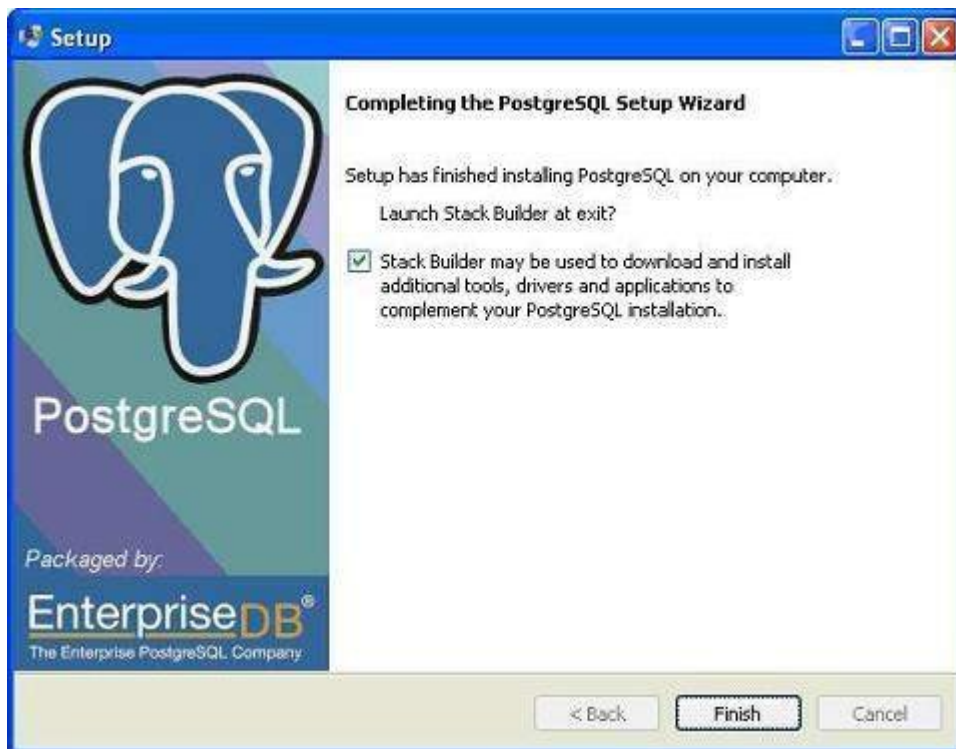 Setup
Completing the PostgreSQL Setup Wizard
Setup has finished installing PostgreSQL on your computer.
Launch Stack Builder at exit?
Stack Builder may be used to download and install
additional tools, drivers and applications to
complement your PostgreSQL installation.
PostgreSQL
Packaged by:
EnterpriseDB®
The Enterprise PostgreSQL Company
< Back
Finish
Cancel